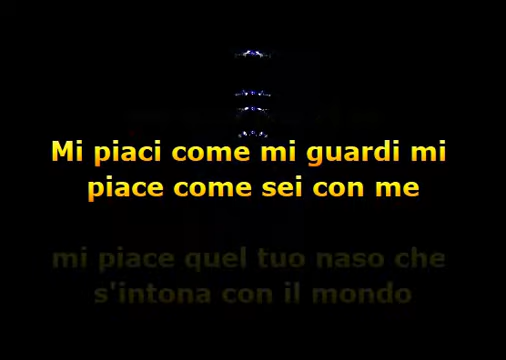 Mi piaci come mi guardi mi
piace come sei con me
mi piace quel tuo naso che
s'intona con il mondo